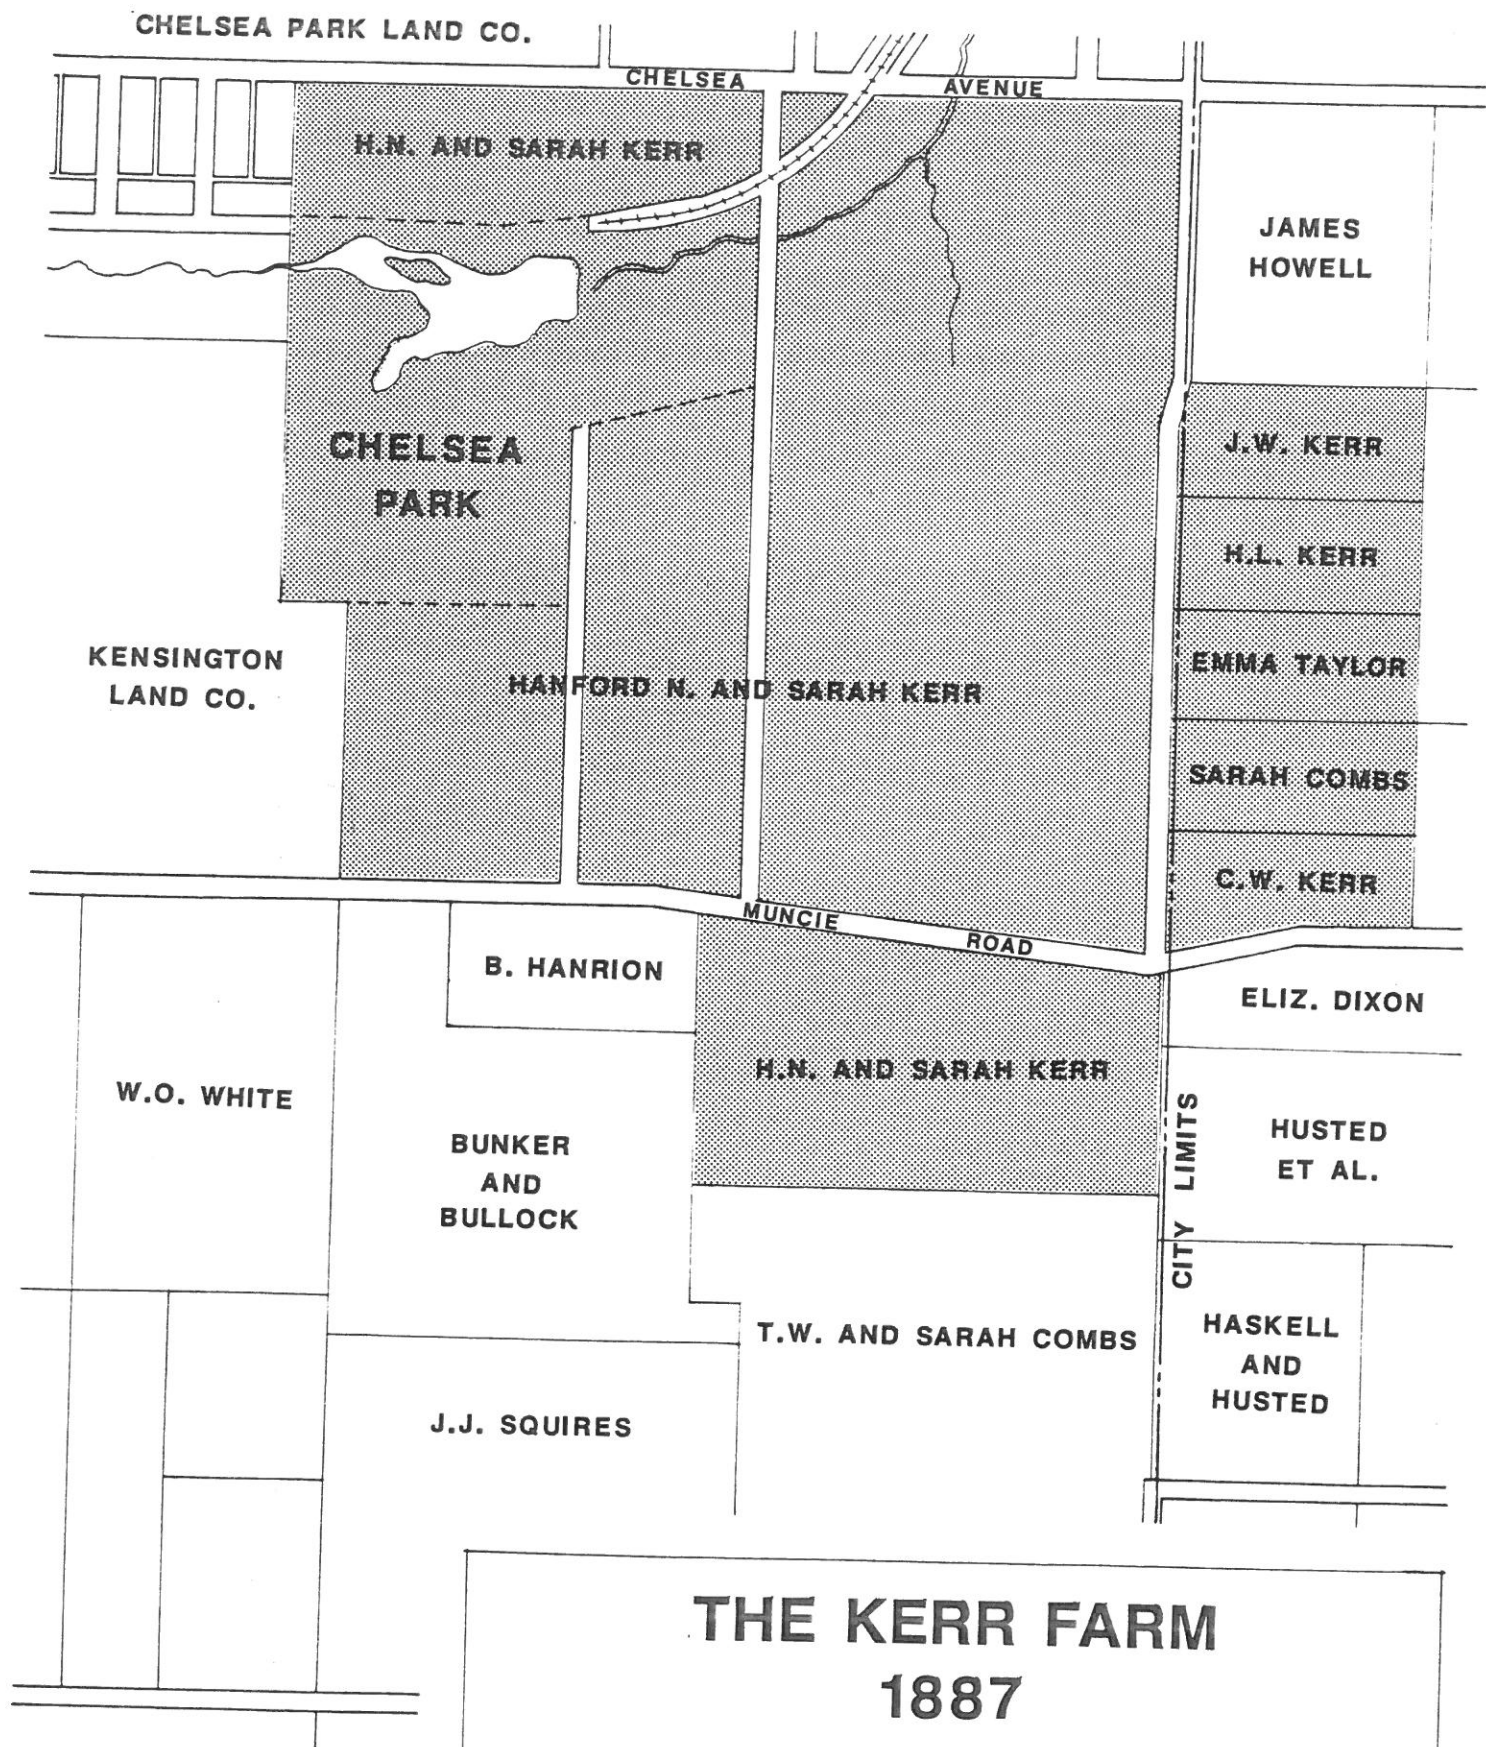 CHELSEA PARK LAND CO.
CHELSEA AVENUE
H.N. AND SARAH KERR
JAMES
HOWELL
CHELSEA
PARK
J.W. KERR
H.L. KERR
EMMA TAYLOR
KENSINGTON
LAND CO.
HANFORD N. AND SARAH KERR
SARAH COMBS
C.W. KERR
MUNCIE ROAD
B. HANRION
ELIZ. DIXON
H.N. AND SARAH KERR
W.O. WHITE
BUNKER
AND
BULLOCK
CITY LIMITS
HUSTED
ET AL.
T.W. AND SARAH COMBS
HASKELL
AND
HUSTED
J.J. SQUIRES
THE KERR FARM
1887